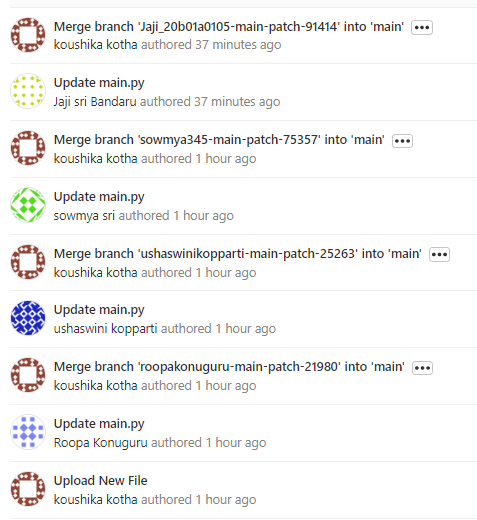 Merge branch 'Jaji_20b01a0105-main-patch-91414' into 'main'
koushika kotha authored 37 minutes ago
Update main.py
Jaji sri Bandaru authored 37 minutes ago
Merge branch 'sowmya345-main-patch-75357' into 'main'
koushika kotha authored 1 hour ago
Update main.py
sowmya sri authored 1 hour ago
Merge branch 'ushaswinikopparti-main-patch-25263' into 'main'
koushika kotha authored 1 hour ago
Update main.py
ushaswini kopparti authored 1 hour ago
Merge branch 'roopakonuguru-main-patch-21980' into 'main'
koushika kotha authored 1 hour ago
Update main.py
Roopa Konuguru authored 1 hour ago
Upload New File
koushika kotha authored 1 hour ago